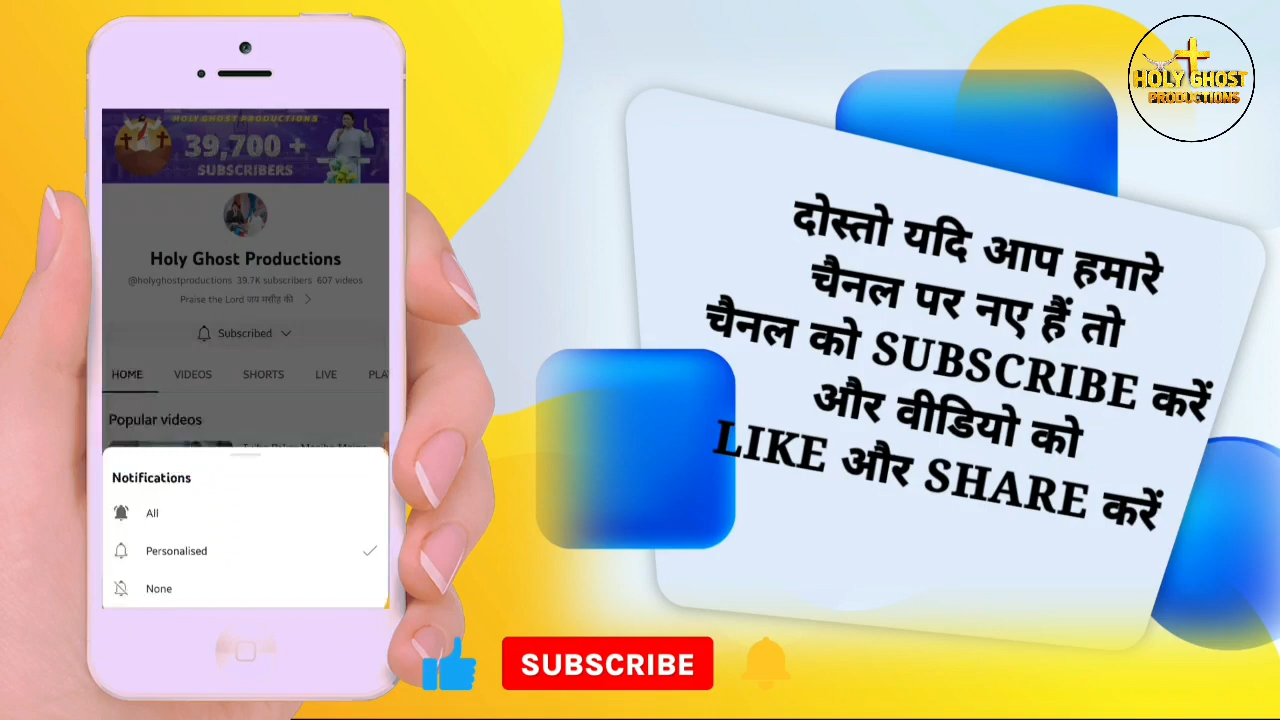 HOLY GHOST PRODUCTIONS
39,700 +
SUBSCRIBERS
Holy Ghost Productions
@holyghostproductions 39.7K subscribers 607 videos
Praise the Lord जय मसीह की
Subscribed
HOME VIDEOS SHORTS LIVE PLA
Popular videos
Notifications
All
Personalised
None
HOLY GHOST
PRODUCTIONS
दोस्तो यदि आप हमारे
चैनल पर नए हैं तो
चैनल को SUBSCRIBE करें
और वीडियो को
LIKE और SHARE करें
SUBSCRIBE